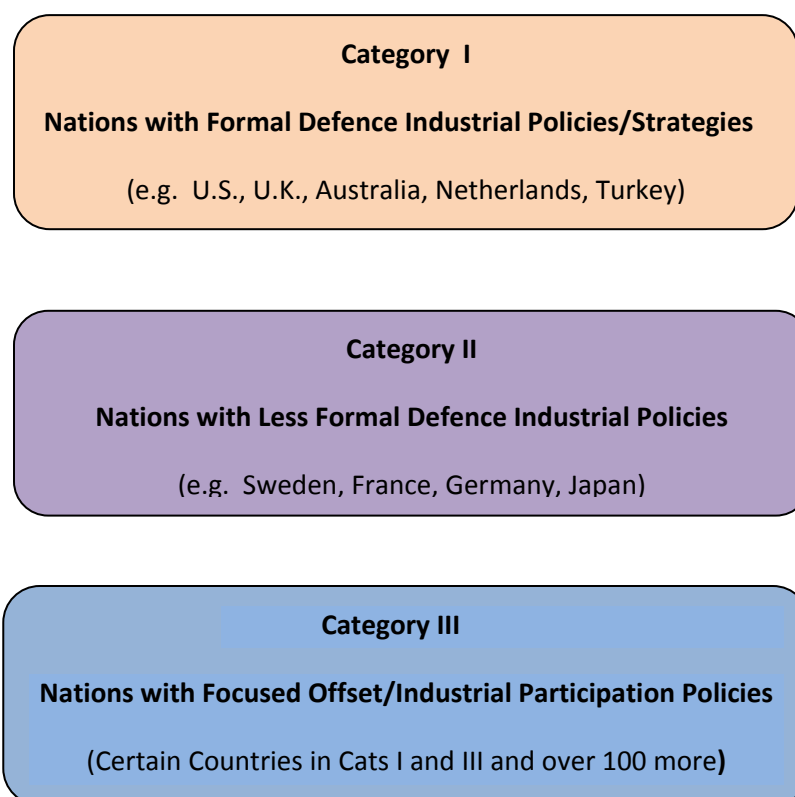 Category I
Nations with Formal Defence Industrial Policies/Strategies
(e.g. U.S., U.K., Australia, Netherlands, Turkey)
Category II
Nations with Less Formal Defence Industrial Policies
(e.g. Sweden, France, Germany, Japan)
Category III
Nations with Focused Offset/Industrial Participation Policies
(Certain Countries in Cats I and III and over 100 more)